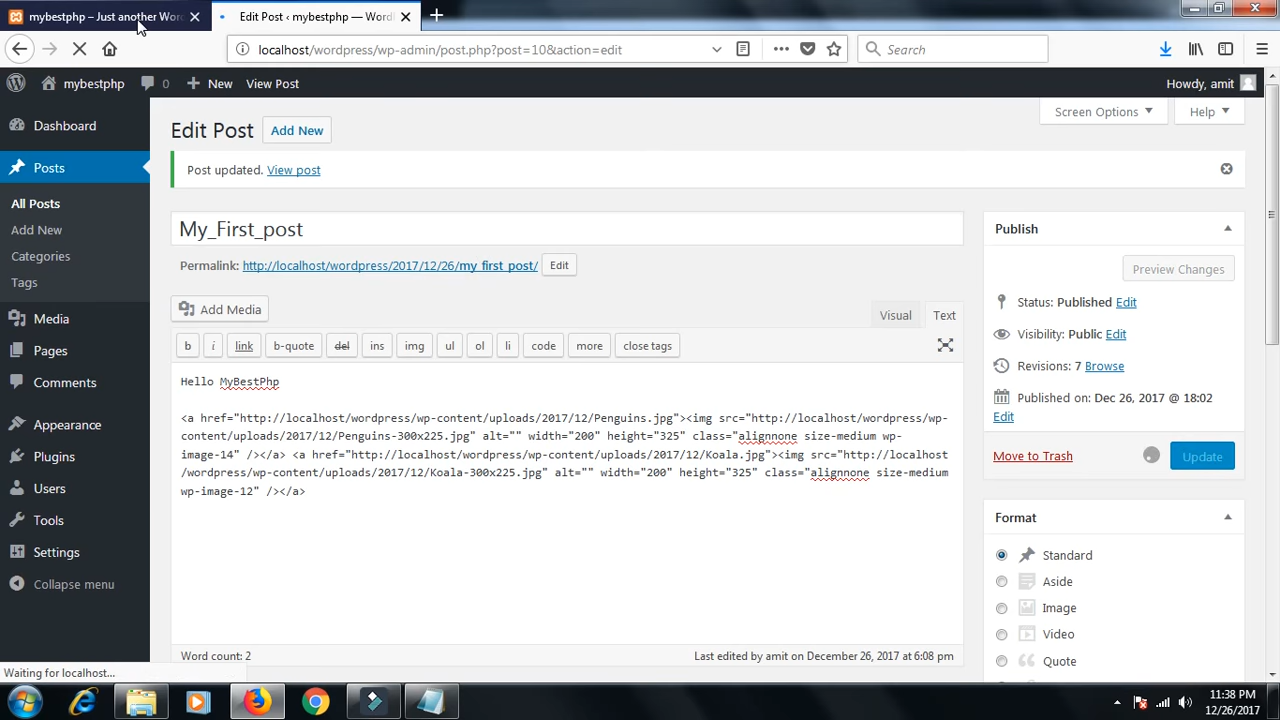 mybestphp – Just another Wor
Edit Post ‹ mybestphp — WordP
localhost/wordpress/wp-admin/post.php?post=10&action=edit
Search
mybestphp
0
New
View Post
Howdy, amit
Dashboard
Posts
All Posts
Add New
Categories
Tags
Media
Pages
Comments
Appearance
Plugins
Users
Tools
Settings
Collapse menu
Screen Options
Help
Edit Post
Add New
Post updated. View post
My_First_post
Permalink: http://localhost/wordpress/2017/12/26/my_first_post/ Edit
Add Media
Visual
Text
b
i
link
b-quote
del
ins
img
ul
ol
li
code
more
close tags
Hello MyBestPhp
<a href="http://localhost/wordpress/wp-content/uploads/2017/12/Penguins.jpg"><img src="http://localhost/wordpress/wp-
content/uploads/2017/12/Penguins-300x225.jpg" alt="" width="200" height="325" class="alignnone size-medium wp-
image-14" /></a> <a href="http://localhost/wordpress/wp-content/uploads/2017/12/Koala.jpg"><img src="http://localhost
/wordpress/wp-content/uploads/2017/12/Koala-300x225.jpg" alt="" width="200" height="325" class="alignnone size-medium
wp-image-12" /></a>
Word count: 2
Last edited by amit on December 26, 2017 at 6:08 pm
Publish
Preview Changes
Status: Published Edit
Visibility: Public Edit
Revisions: 7 Browse
Published on: Dec 26, 2017 @ 18:02
Edit
Move to Trash
Update
Format
Standard
Aside
Image
Video
Quote
Waiting for localhost...
11:38 PM
12/26/2017